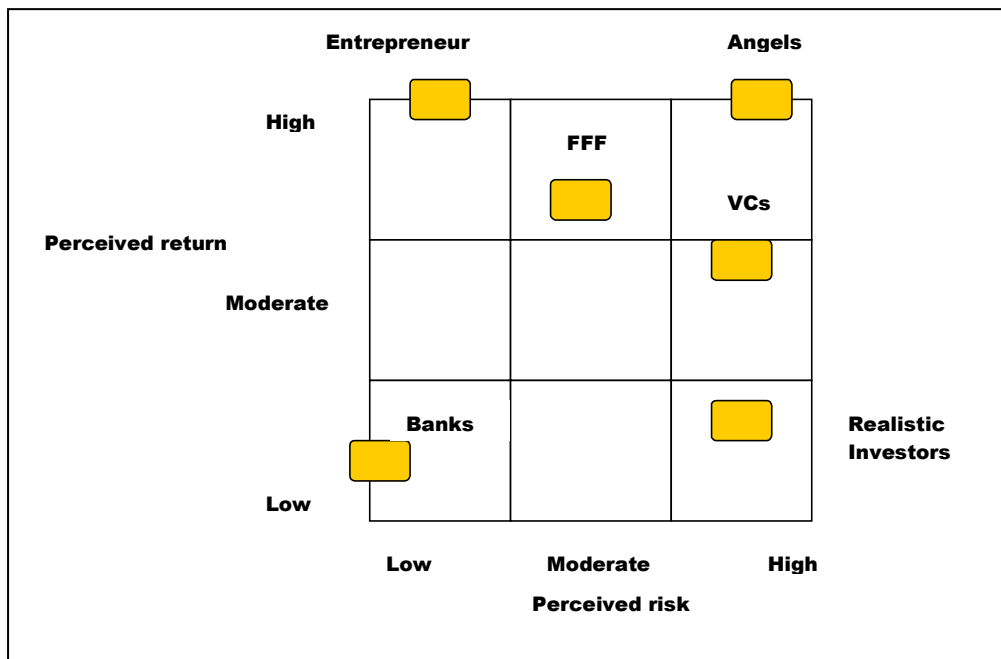 Entrepreneur
Angels
High
FFF
VCs
Perceived return
Moderate
Banks
Realistic
Investors
Low
Low
Moderate
High
Perceived risk